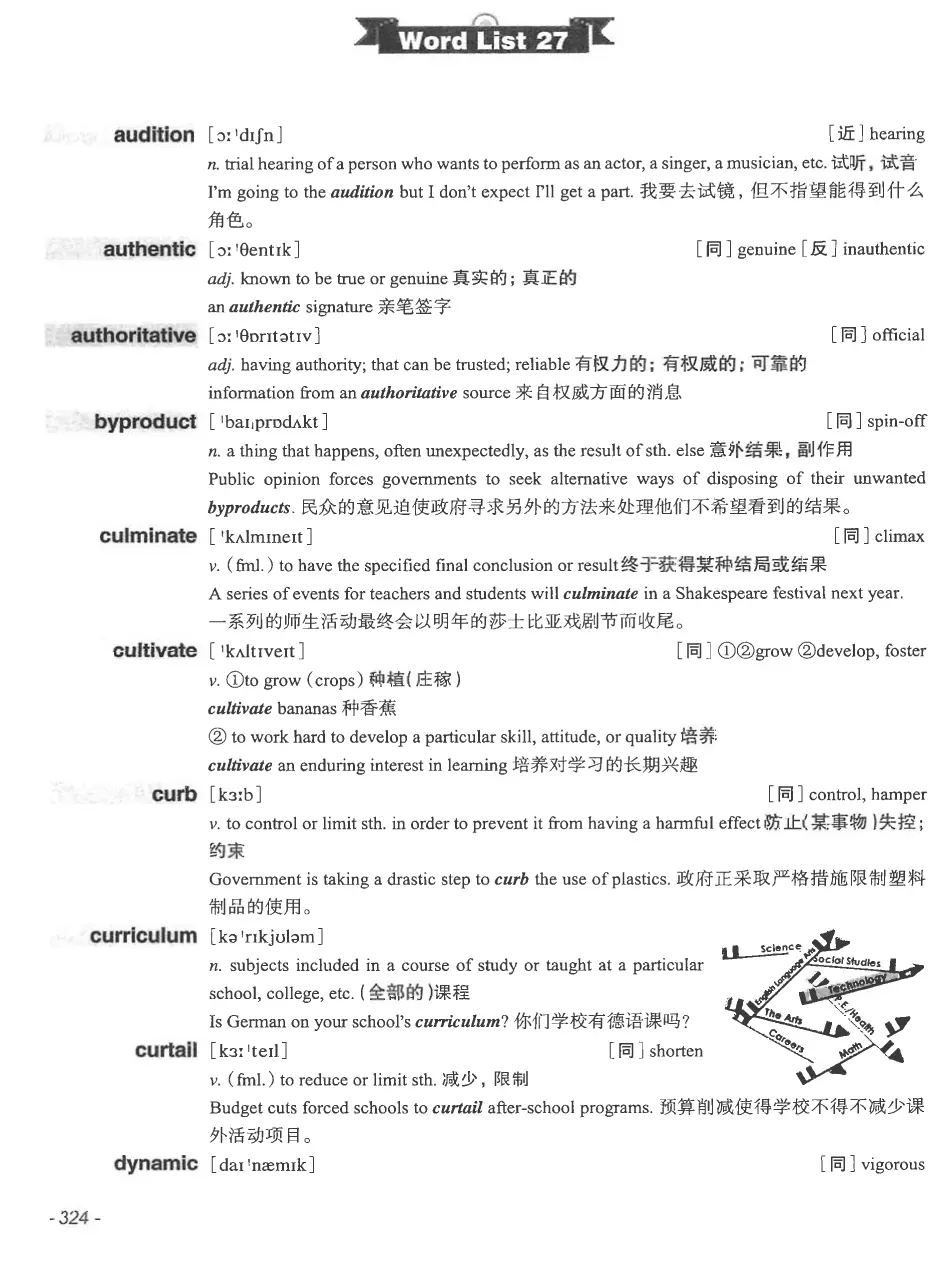 Word List 27
audition [ɔːˈdɪʃn] [近] hearing
n. trial hearing of a person who wants to perform as an actor, a singer, a musician, etc. 试听，试音
I'm going to the audition but I don't expect I'll get a part. 我要去试镜，但不指望能得到什么
角色。
authentic [ɔːˈθentɪk] [同] genuine [反] inauthentic
adj. known to be true or genuine 真实的；真正的
an authentic signature 亲笔签字
authoritative [ɔːˈθɒrɪtətɪv] [同] official
adj. having authority; that can be trusted; reliable 有权力的；有权威的；可靠的
information from an authoritative source 来自权威方面的消息
byproduct [ˈbaɪˌprɒdʌkt] [同] spin-off
n. a thing that happens, often unexpectedly, as the result of sth. else 意外结果，副作用
Public opinion forces governments to seek alternative ways of disposing of their unwanted
byproducts. 民众的意见迫使政府寻求另外的方法来处理他们不希望看到的结果。
culminate [ˈkʌlmɪneɪt] [同] climax
v. (fml.) to have the specified final conclusion or result 终于获得某种结局或结果
A series of events for teachers and students will culminate in a Shakespeare festival next year.
一系列的师生活动最终会以明年的莎士比亚戏剧节而收尾。
cultivate [ˈkʌltɪveɪt] [同] ①②grow ②develop, foster
v. ①to grow (crops) 种植(庄稼)
cultivate bananas 种香蕉
② to work hard to develop a particular skill, attitude, or quality 培养
cultivate an enduring interest in learning 培养对学习的长期兴趣
curb [kɜːb] [同] control, hamper
v. to control or limit sth. in order to prevent it from having a harmful effect 防止(某事物)失控；
约束
Government is taking a drastic step to curb the use of plastics. 政府正采取严格措施限制塑料
制品的使用。
curriculum [kəˈrɪkjʊləm]
n. subjects included in a course of study or taught at a particular
school, college, etc. (全部的)课程
Is German on your school's curriculum? 你们学校有德语课吗?
Science
English Language Arts
Social Studies
Technology
P.E./Health
The Arts
Careers
Math
curtail [kɜːˈteɪl] [同] shorten
v. (fml.) to reduce or limit sth. 减少，限制
Budget cuts forced schools to curtail after-school programs. 预算削减使得学校不得不减少课
外活动项目。
dynamic [daɪˈnæmɪk] [同] vigorous
- 324 -